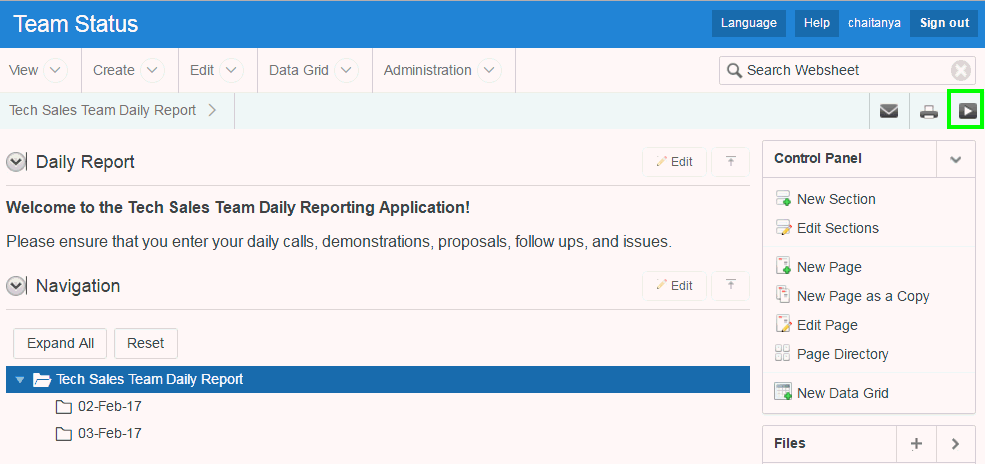 Team Status
Language Help chaitanya Sign out
View Create Edit Data Grid Administration Search Websheet
Tech Sales Team Daily Report
Daily Report Edit
Welcome to the Tech Sales Team Daily Reporting Application!
Please ensure that you enter your daily calls, demonstrations, proposals, follow ups, and issues.
Navigation Edit
Expand All Reset
Tech Sales Team Daily Report
02-Feb-17
03-Feb-17
Control Panel
New Section
Edit Sections
New Page
New Page as a Copy
Edit Page
Page Directory
New Data Grid
Files